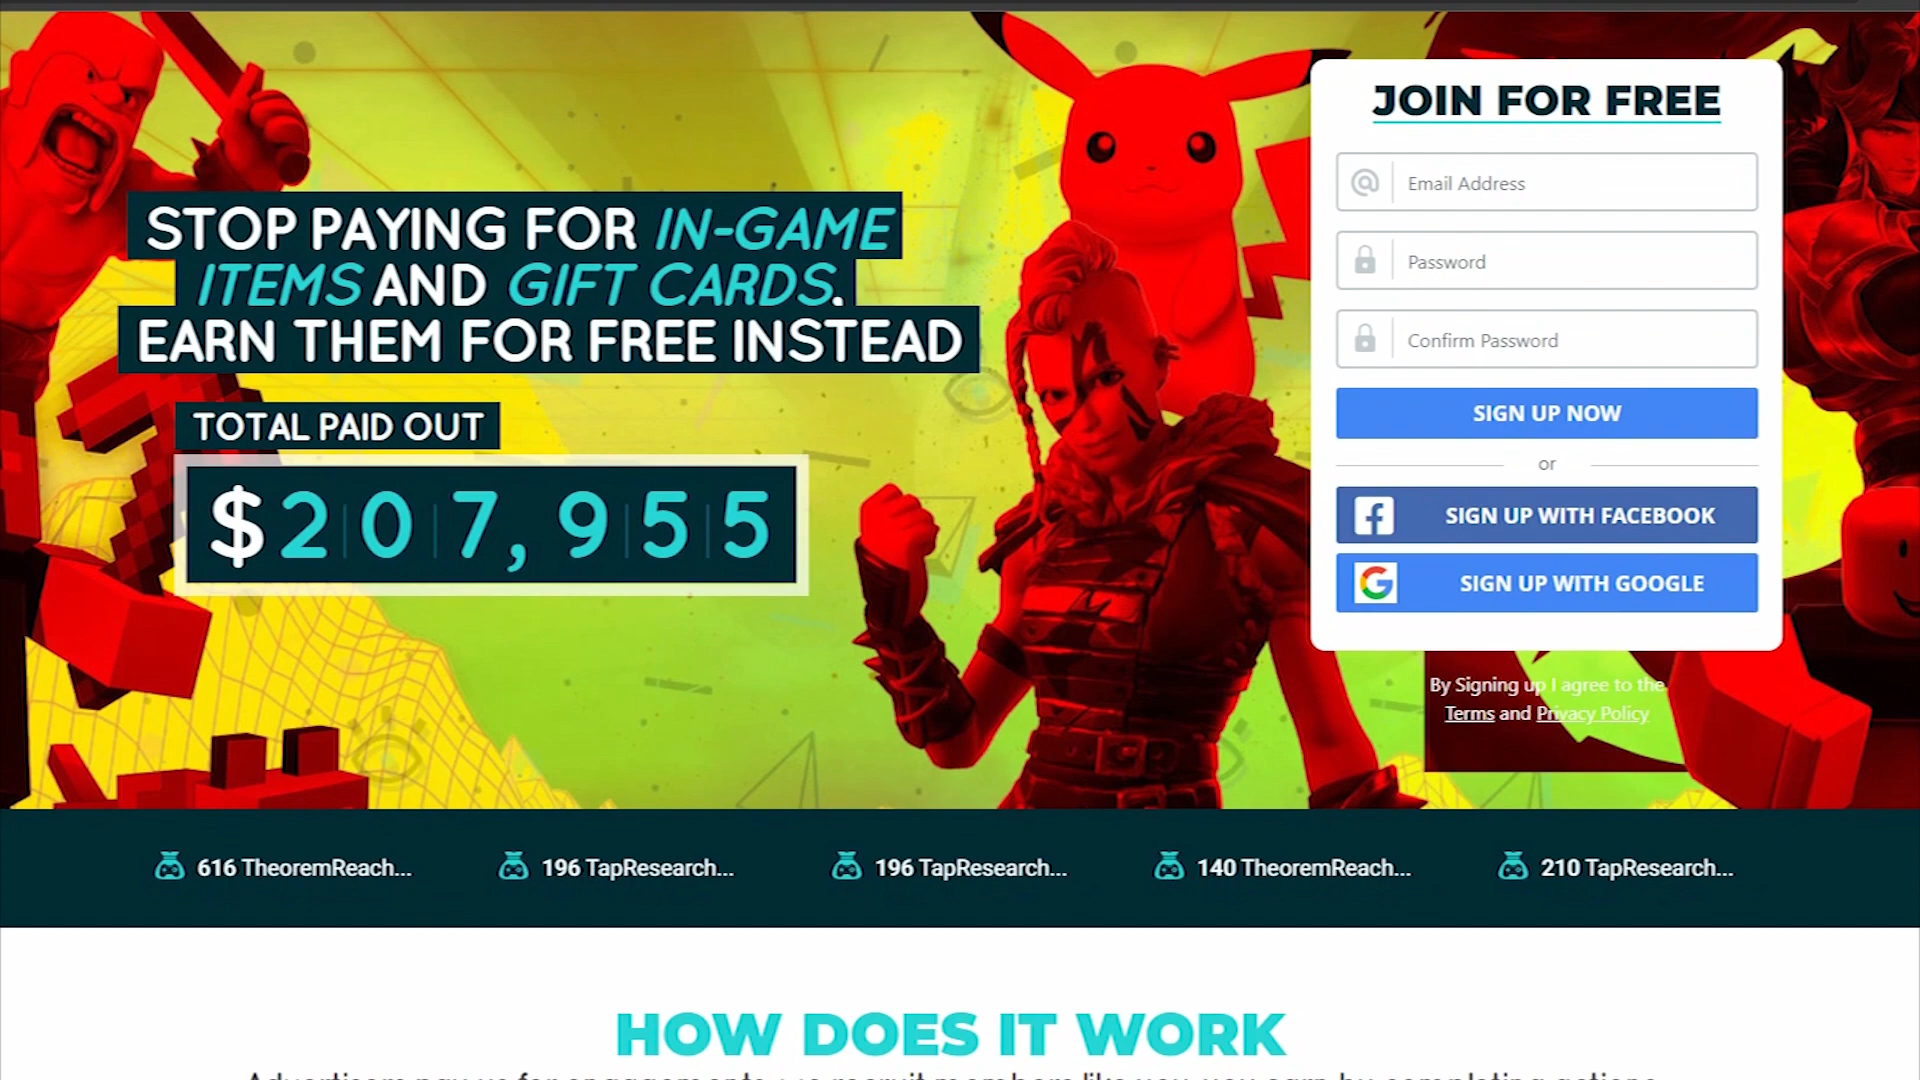 STOP PAYING FOR IN-GAME
ITEMS AND GIFT CARDS.
EARN THEM FOR FREE INSTEAD
TOTAL PAID OUT
$207,955
JOIN FOR FREE
Email Address
Password
Confirm Password
SIGN UP NOW
or
SIGN UP WITH FACEBOOK
SIGN UP WITH GOOGLE
By Signing up I agree to the
Terms and Privacy Policy
616 TheoremReach...
196 TapResearch...
196 TapResearch...
140 TheoremReach...
210 TapResearch...
HOW DOES IT WORK